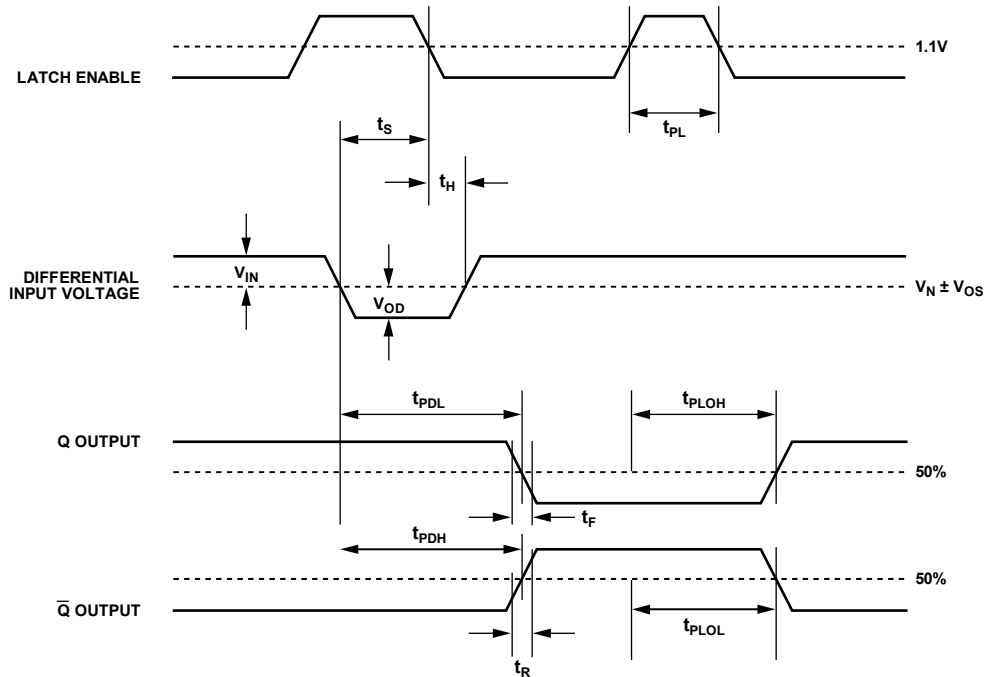 1.1V
LATCH ENABLE
tS
tPL
tH
DIFFERENTIAL
INPUT VOLTAGE
VIN
VOD
VN ± VOS
tPDL
tPLOH
Q OUTPUT
50%
tF
tPDH
50%
Q̅ OUTPUT
tPLOL
tR